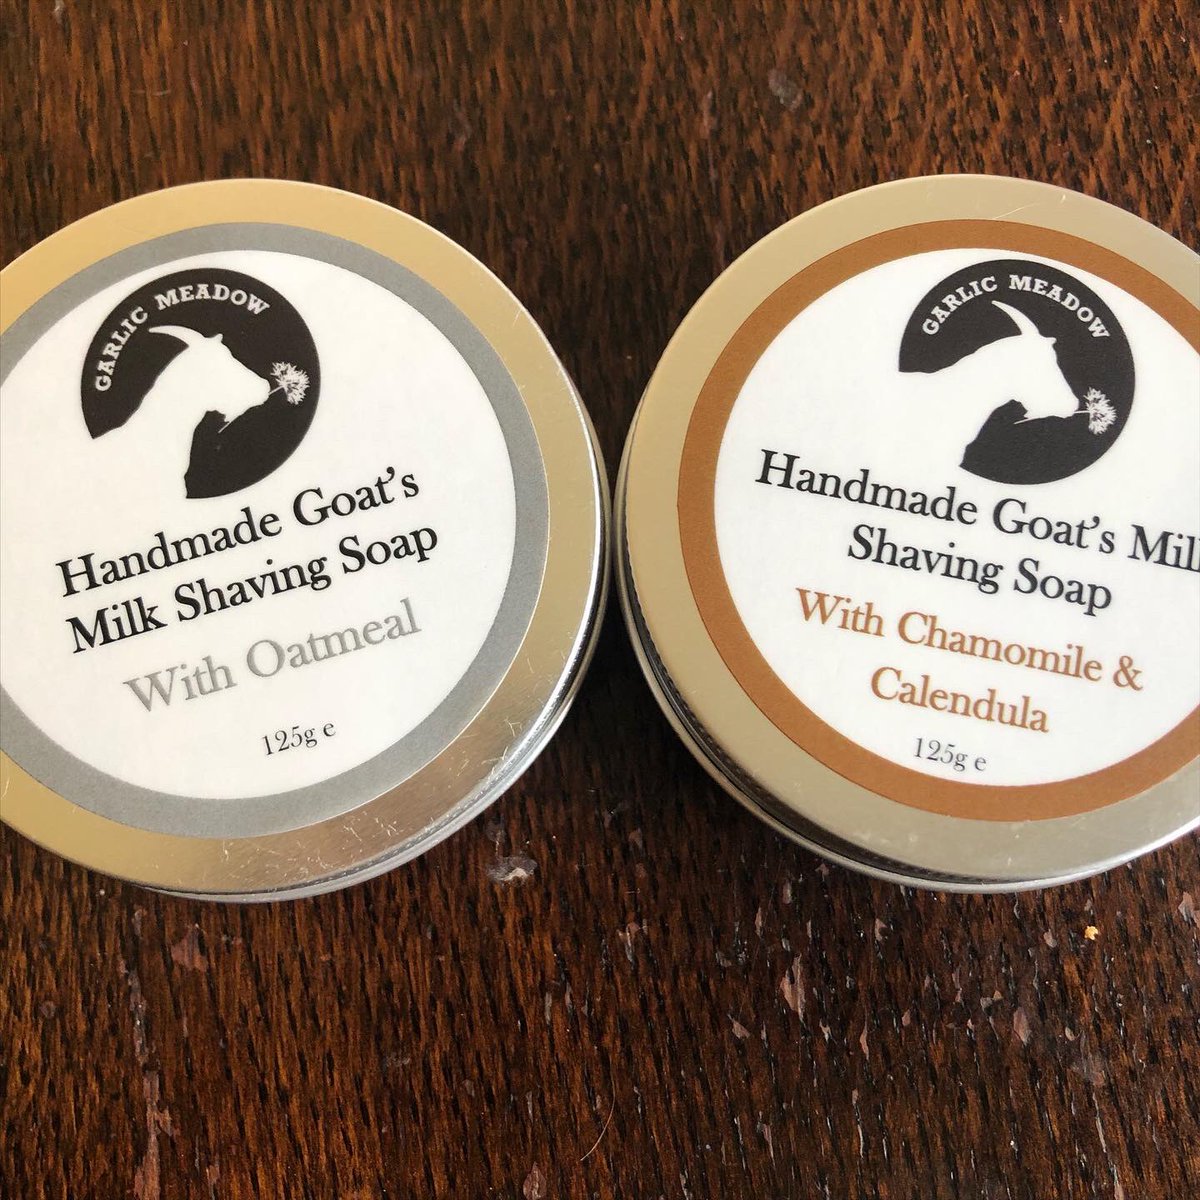 GARLIC MEADOW
Handmade Goat's
Milk Shaving Soap
With Oatmeal
125g e
GARLIC MEADOW
Handmade Goat's Milk
Shaving Soap
With Chamomile &
Calendula
125g e